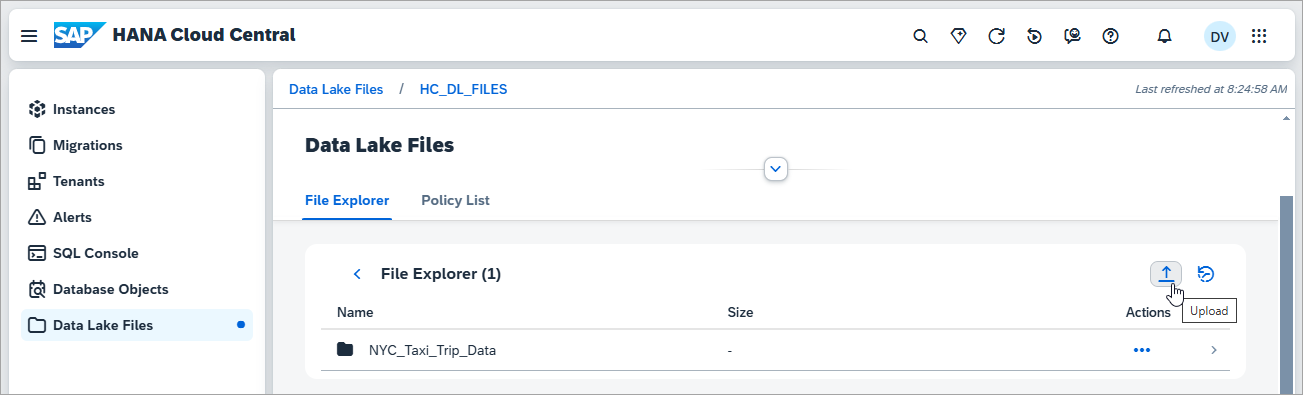 SAP HANA Cloud Central
DV
Instances
Migrations
Tenants
Alerts
SQL Console
Database Objects
Data Lake Files
Data Lake Files / HC_DL_FILES
Last refreshed at 8:24:58 AM
Data Lake Files
File Explorer Policy List
File Explorer (1)
Name Size Actions
Upload
NYC_Taxi_Trip_Data - •••